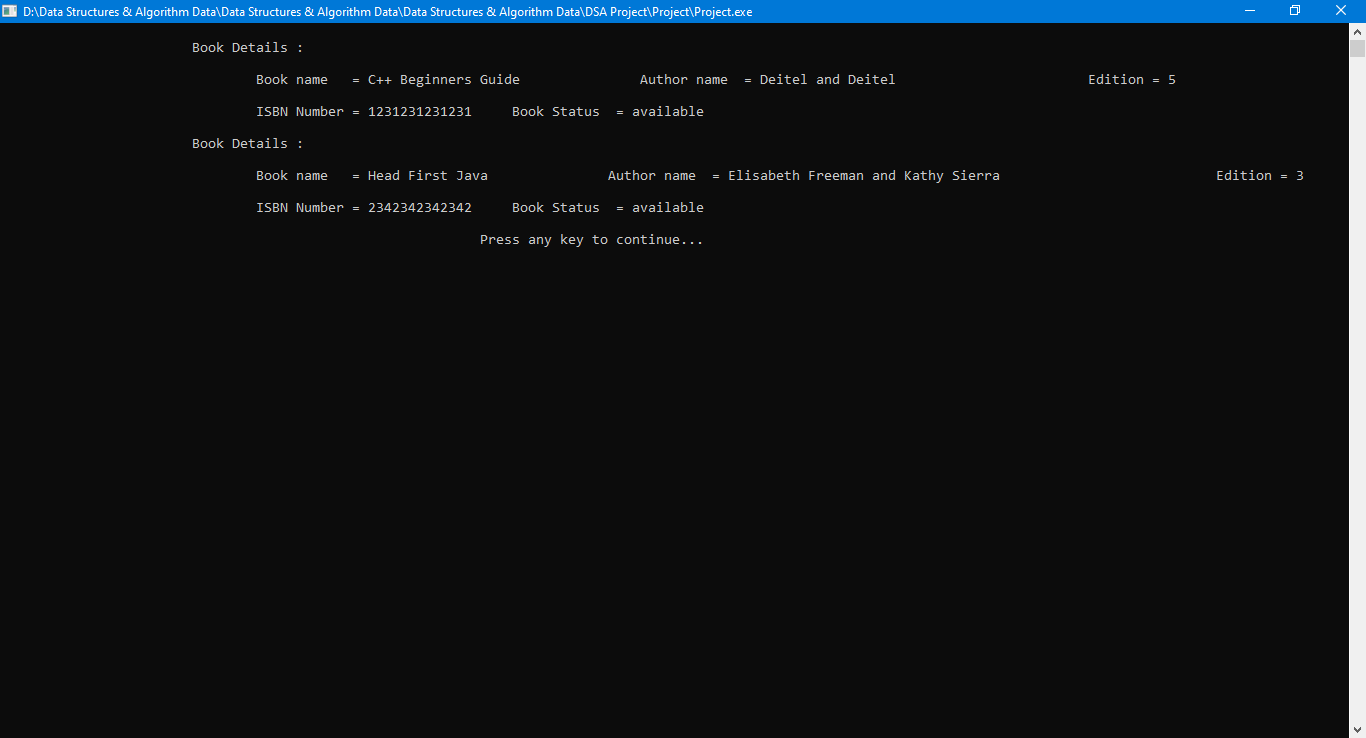 D:\Data Structures & Algorithm Data\Data Structures & Algorithm Data\Data Structures & Algorithm Data\DSA Project\Project\Project.exe
Book Details :
Book name   = C++ Beginners Guide               Author name  = Deitel and Deitel                        Edition = 5
ISBN Number = 1231231231231     Book Status  = available
Book Details :
Book name   = Head First Java               Author name  = Elisabeth Freeman and Kathy Sierra                           Edition = 3
ISBN Number = 2342342342342     Book Status  = available
Press any key to continue...